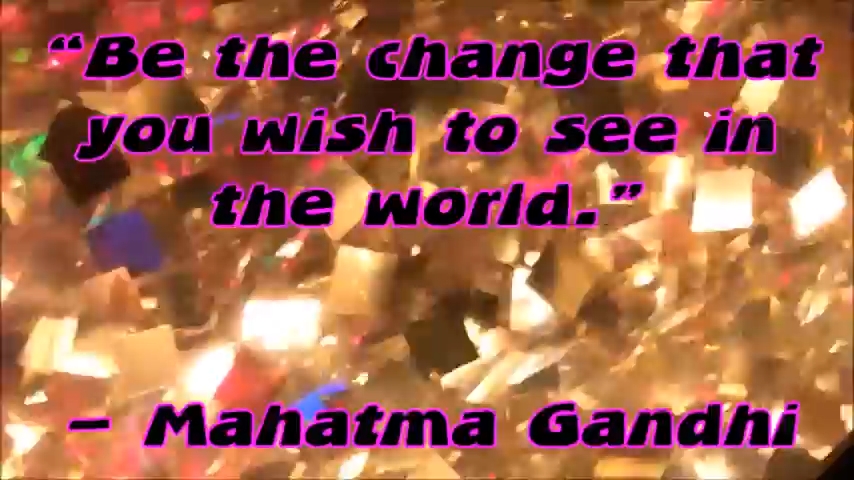 “Be the change that
you wish to see in
the world.”
– Mahatma Gandhi